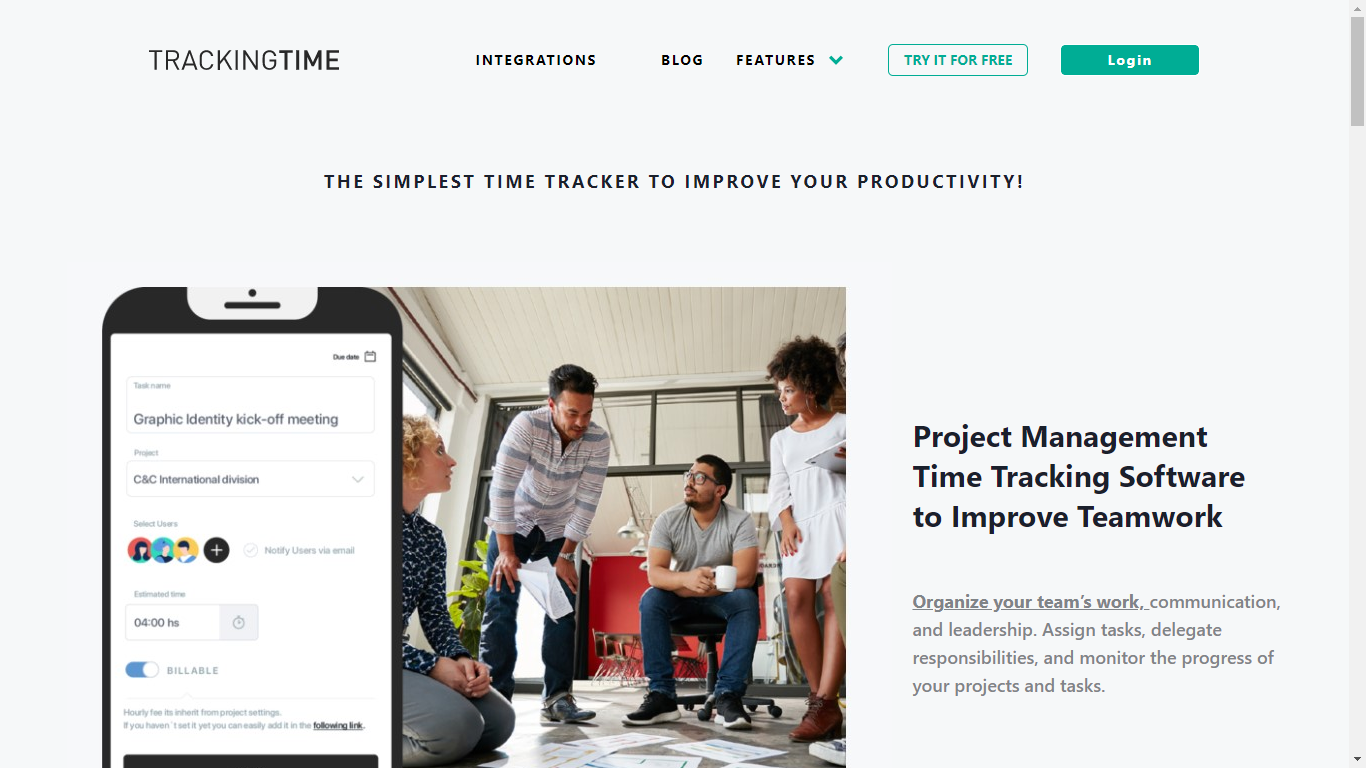 TRACKINGTIME
INTEGRATIONS
BLOG
FEATURES
TRY IT FOR FREE
Login
THE SIMPLEST TIME TRACKER TO IMPROVE YOUR PRODUCTIVITY!
Due date
Task name
Graphic Identity kick-off meeting
Project
C&C International division
Select Users
Notify Users via email
Estimated time
04:00 hs
BILLABLE
Hourly fee its inherit from project settings.
If you haven´t set it yet you can easily add it in the following link.
Project Management
Time Tracking Software
to Improve Teamwork
Organize your team’s work, communication,
and leadership. Assign tasks, delegate
responsibilities, and monitor the progress of
your projects and tasks.